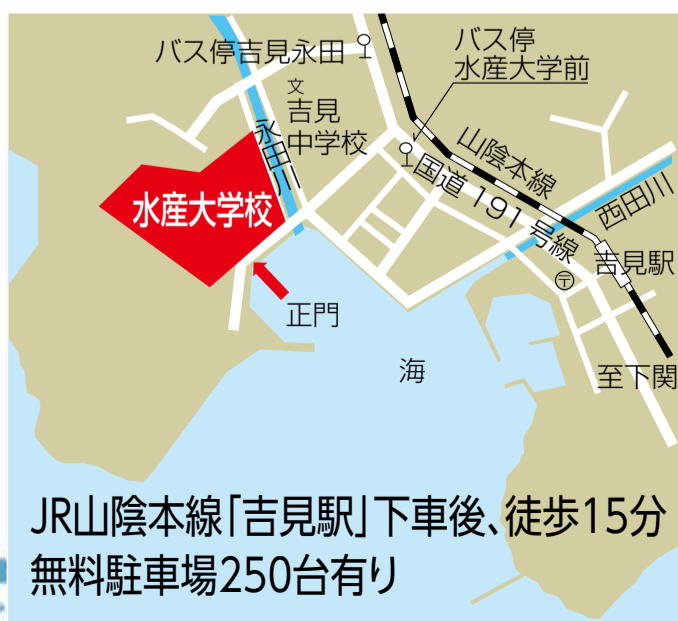 バス停吉見永田
バス停
水産大学前
文
吉見
中学校
永田川
山陰本線
国道191号線
西田川
水産大学校
吉見駅
〒
正門
海
至下関
JR山陰本線「吉見駅」下車後、徒歩15分
無料駐車場250台有り